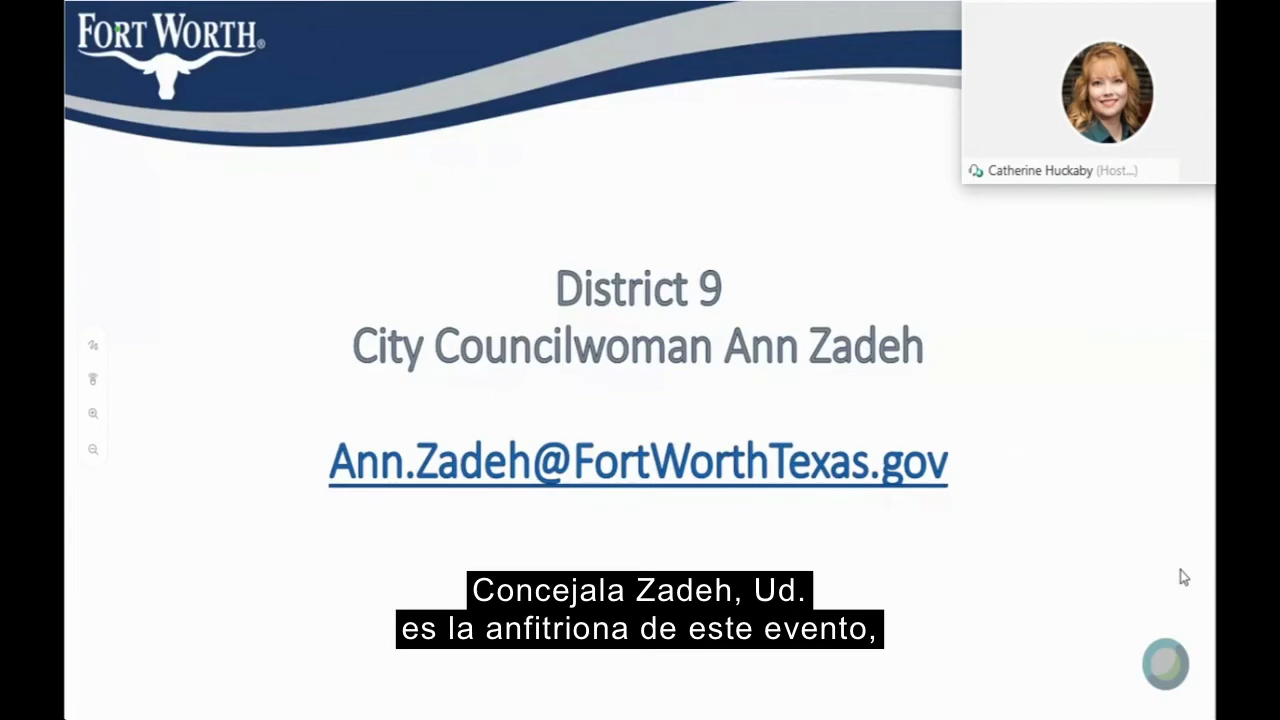 FORT WORTH®
Catherine Huckaby (Host...)
District 9
City Councilwoman Ann Zadeh
Ann.Zadeh@FortWorthTexas.gov
Concejala Zadeh, Ud.
es la anfitriona de este evento,